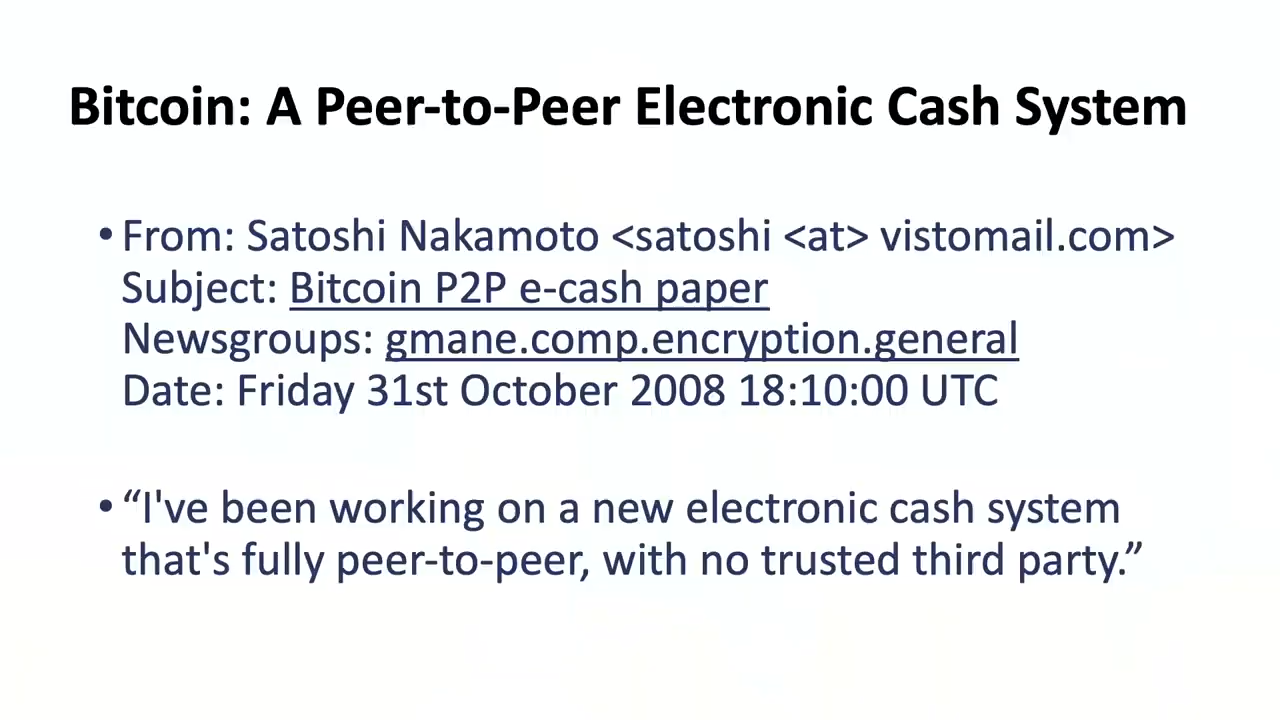 Bitcoin: A Peer-to-Peer Electronic Cash System
• From: Satoshi Nakamoto <satoshi <at> vistomail.com>
Subject: Bitcoin P2P e-cash paper
Newsgroups: gmane.comp.encryption.general
Date: Friday 31st October 2008 18:10:00 UTC
• “I've been working on a new electronic cash system
that's fully peer-to-peer, with no trusted third party.”